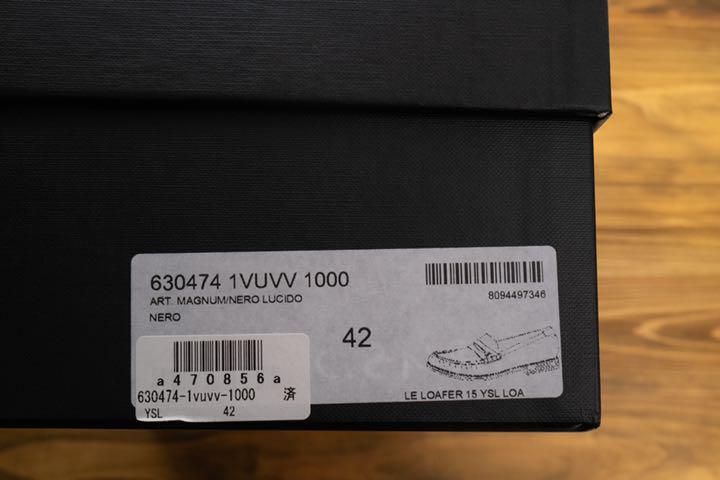 630474 1VUVV 1000
ART. MAGNUM/NERO LUCIDO
NERO
8094497346
42
LE LOAFER 15 YSL LOA
a470856a
630474-1vuvv-1000 済
YSL 42